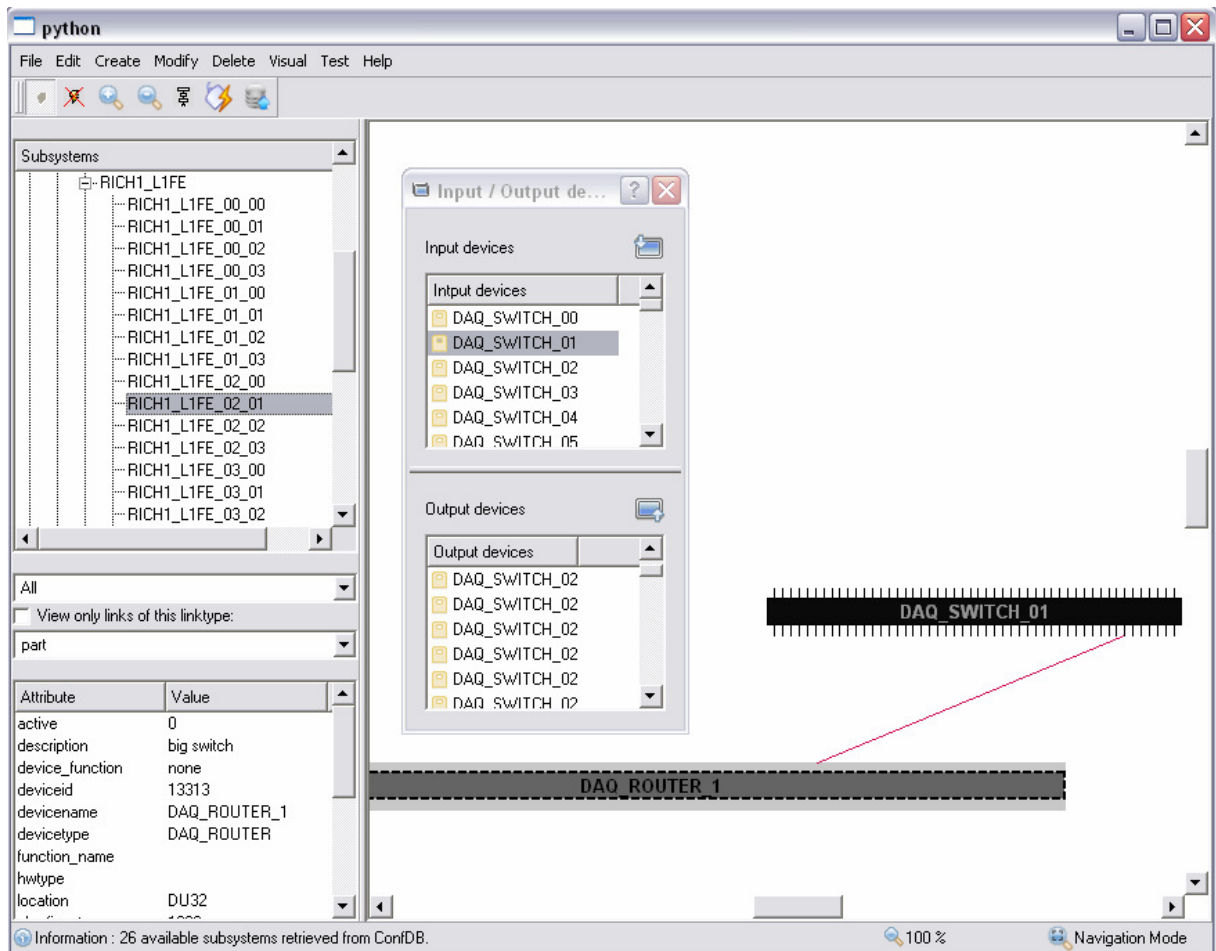 python
File Edit Create Modify Delete Visual Test Help
Subsystems
RICH1_L1FE
RICH1_L1FE_00_00
RICH1_L1FE_00_01
RICH1_L1FE_00_02
RICH1_L1FE_00_03
RICH1_L1FE_01_00
RICH1_L1FE_01_01
RICH1_L1FE_01_02
RICH1_L1FE_01_03
RICH1_L1FE_02_00
RICH1_L1FE_02_01
RICH1_L1FE_02_02
RICH1_L1FE_02_03
RICH1_L1FE_03_00
RICH1_L1FE_03_01
RICH1_L1FE_03_02
All
View only links of this linktype:
part
Attribute Value
active 0
description big switch
device_function none
deviceid 13313
devicename DAQ_ROUTER_1
devicetype DAQ_ROUTER
function_name
hwtype
location DU32
Input / Output de...
Input devices
Intput devices
DAQ_SWITCH_00
DAQ_SWITCH_01
DAQ_SWITCH_02
DAQ_SWITCH_03
DAQ_SWITCH_04
DAQ_SWITCH_05
Output devices
Output devices
DAQ_SWITCH_02
DAQ_SWITCH_02
DAQ_SWITCH_02
DAQ_SWITCH_02
DAQ_SWITCH_02
DAQ_SWITCH_02
DAQ_SWITCH_01
DAQ_ROUTER_1
Information : 26 available subsystems retrieved from ConfDB.
100 %
Navigation Mode